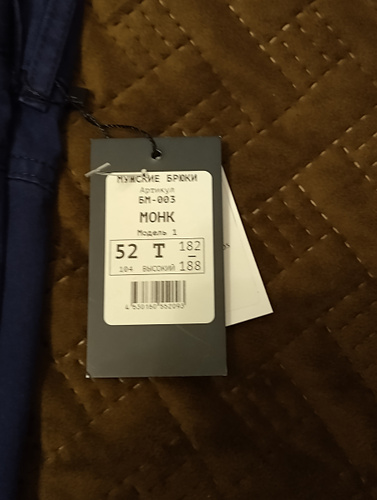 МУЖСКИЕ БРЮКИ
Артикул
БМ-003
МОНК
Модель 1
52 Т 182
–
104 ВЫСОКИЙ 188